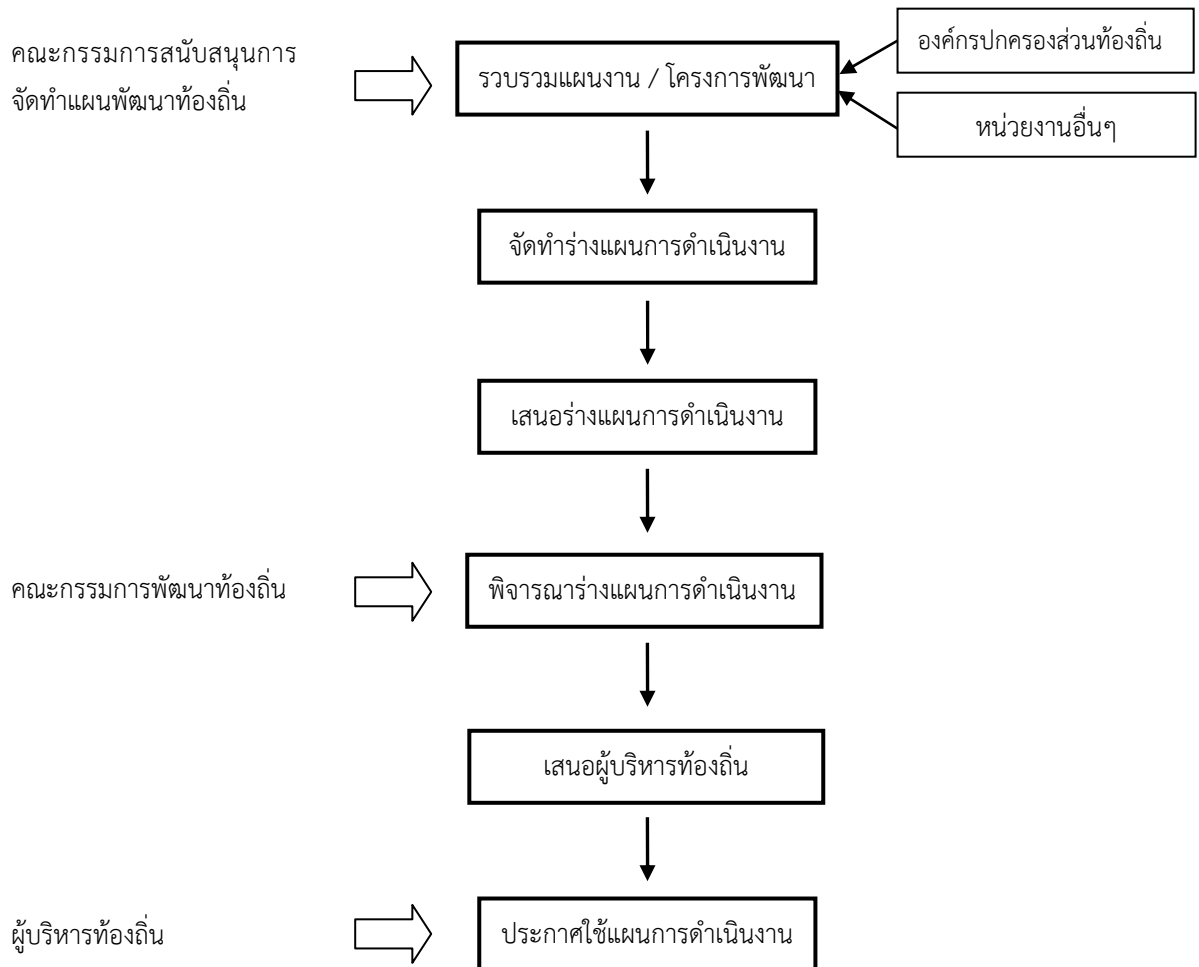 คณะกรรมการสนับสนุนการ
จัดทำแผนพัฒนาท้องถิ่น
รวบรวมแผนงาน / โครงการพัฒนา
องค์กรปกครองส่วนท้องถิ่น
หน่วยงานอื่นๆ
จัดทำร่างแผนการดำเนินงาน
เสนอร่างแผนการดำเนินงาน
คณะกรรมการพัฒนาท้องถิ่น
พิจารณาร่างแผนการดำเนินงาน
เสนอผู้บริหารท้องถิ่น
ผู้บริหารท้องถิ่น
ประกาศใช้แผนการดำเนินงาน